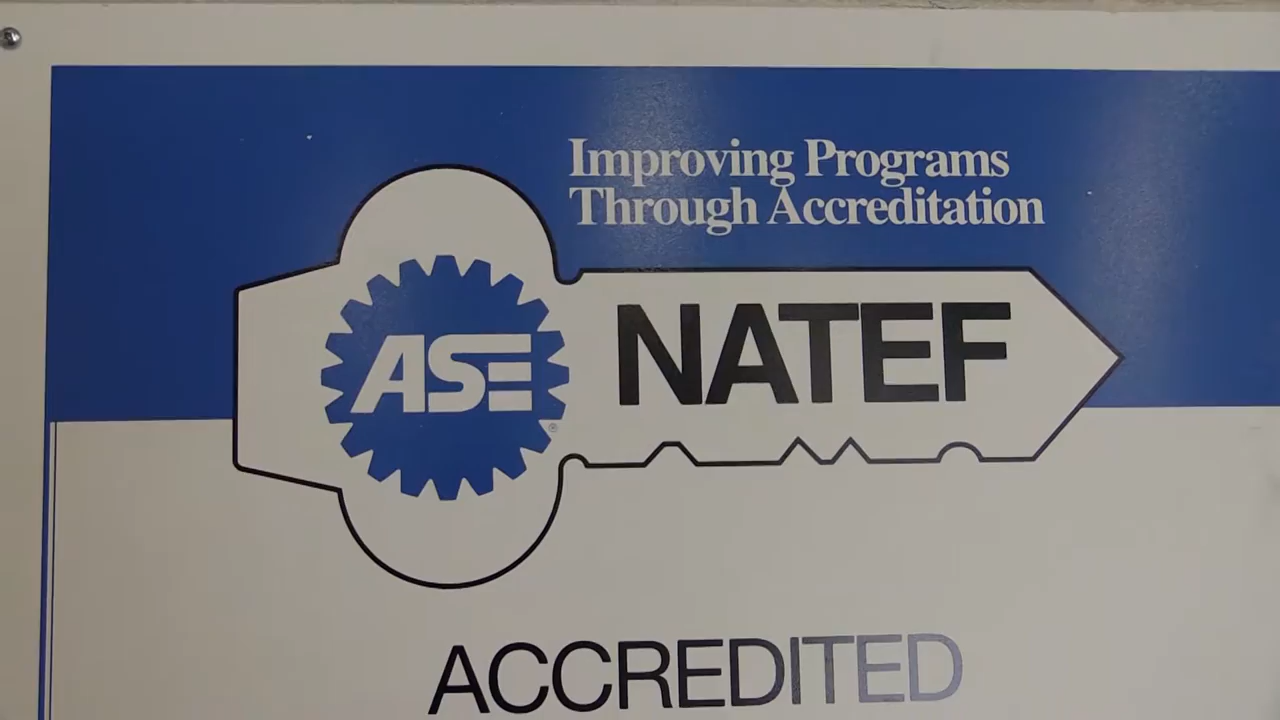 Improving Programs
Through Accreditation
ASE
NATEF
ACCREDITED